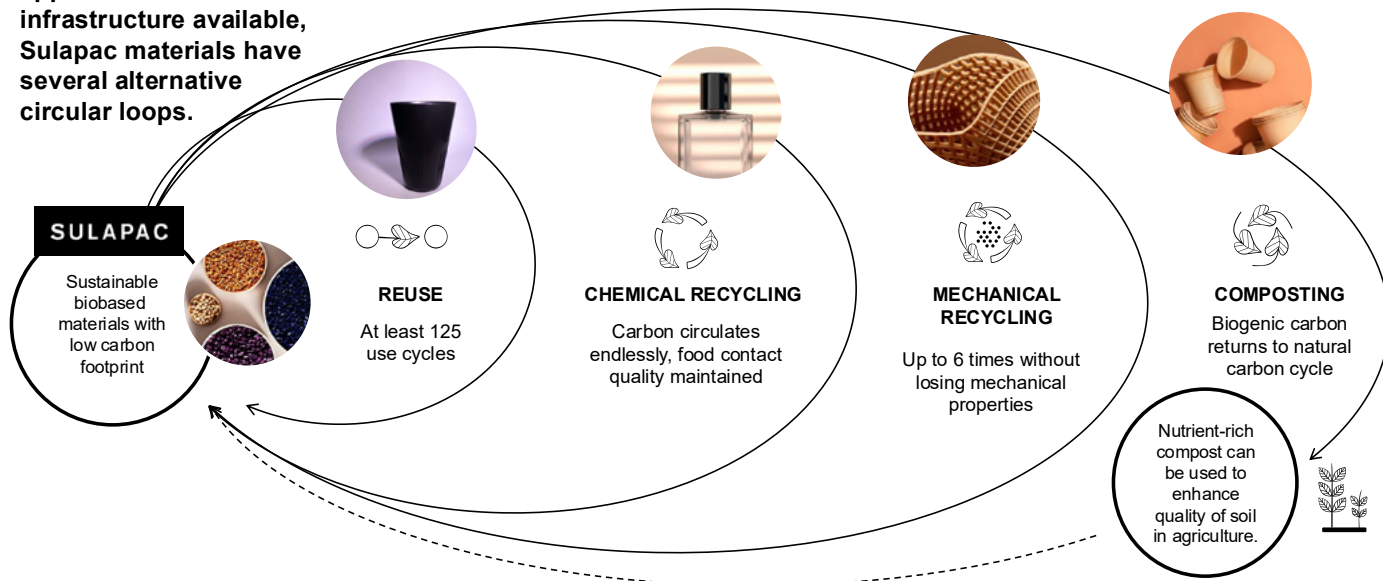 infrastructure available,
Sulapac materials have
several alternative
circular loops.
SULAPAC
Sustainable
biobased
materials with
low carbon
footprint
REUSE
At least 125
use cycles
CHEMICAL RECYCLING
Carbon circulates
endlessly, food contact
quality maintained
MECHANICAL
RECYCLING
Up to 6 times without
losing mechanical
properties
COMPOSTING
Biogenic carbon
returns to natural
carbon cycle
Nutrient-rich
compost can
be used to
enhance
quality of soil
in agriculture.